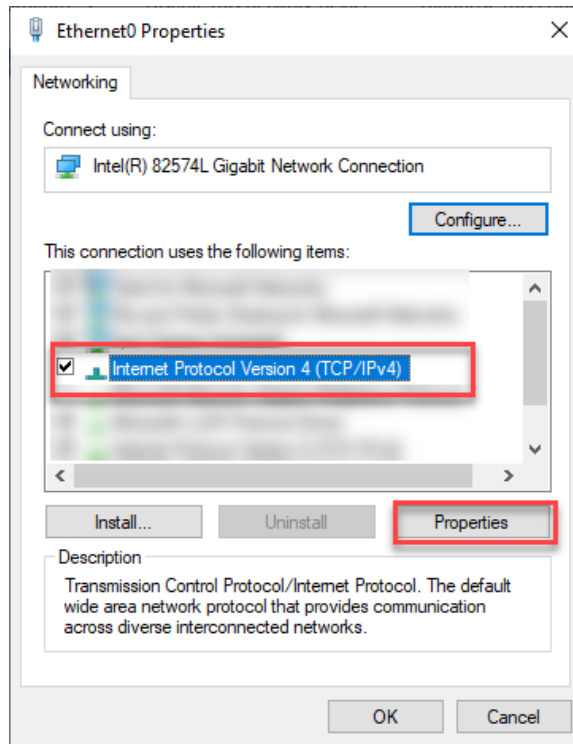 Ethernet0 Properties
Networking
Connect using:
Intel(R) 82574L Gigabit Network Connection
Configure...
This connection uses the following items:
Internet Protocol Version 4 (TCP/IPv4)
Install...
Uninstall
Properties
Description
Transmission Control Protocol/Internet Protocol. The default
wide area network protocol that provides communication
across diverse interconnected networks.
OK
Cancel